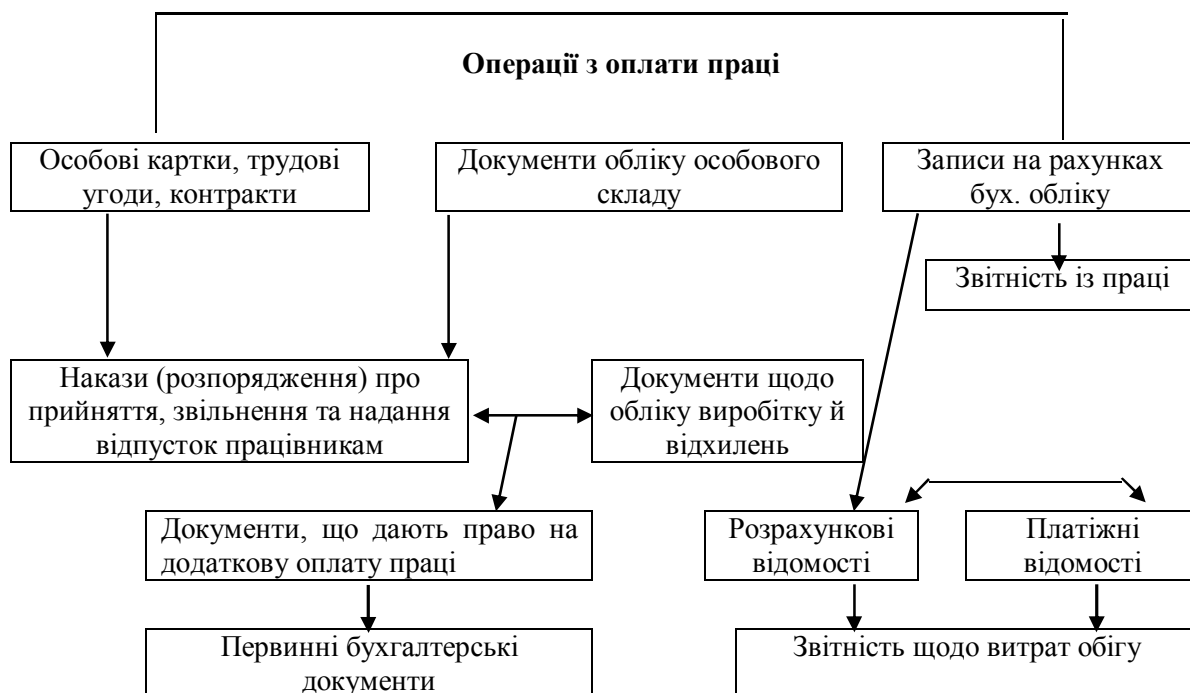 Операції з оплати праці
Особові картки, трудові
угоди, контракти
Документи обліку особового
складу
Записи на рахунках
бух. обліку
Звітність із праці
Накази (розпорядження) про
прийняття, звільнення та надання
відпусток працівникам
Документи щодо
обліку виробітку й
відхилень
Документи, що дають право на
додаткову оплату праці
Розрахункові
відомості
Платіжні
відомості
Первинні бухгалтерські
документи
Звітність щодо витрат обігу